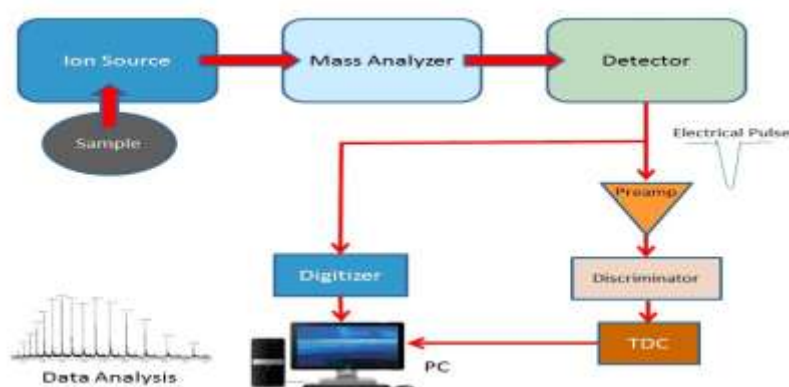 Ion Source
Mass Analyzer
Detector
Sample
Electrical Pulse
Preamp
Digitizer
Discriminator
TDC
PC
Data Analysis